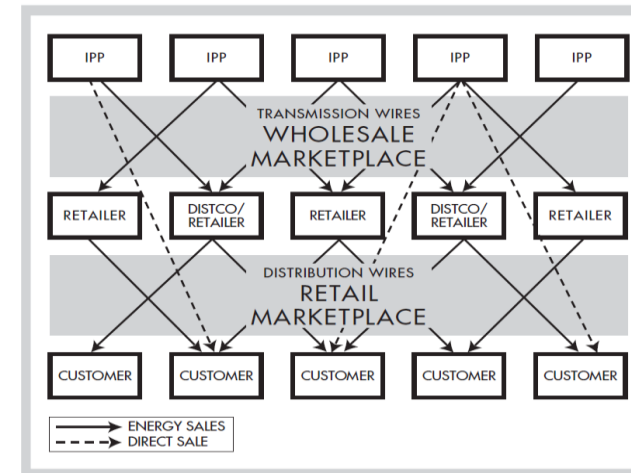 IPP
IPP
IPP
IPP
IPP
TRANSMISSION WIRES
WHOLESALE
MARKETPLACE
RETAILER
DISTCO/
RETAILER
RETAILER
DISTCO/
RETAILER
RETAILER
DISTRIBUTION WIRES
RETAIL
MARKETPLACE
CUSTOMER
CUSTOMER
CUSTOMER
CUSTOMER
CUSTOMER
ENERGY SALES
DIRECT SALE